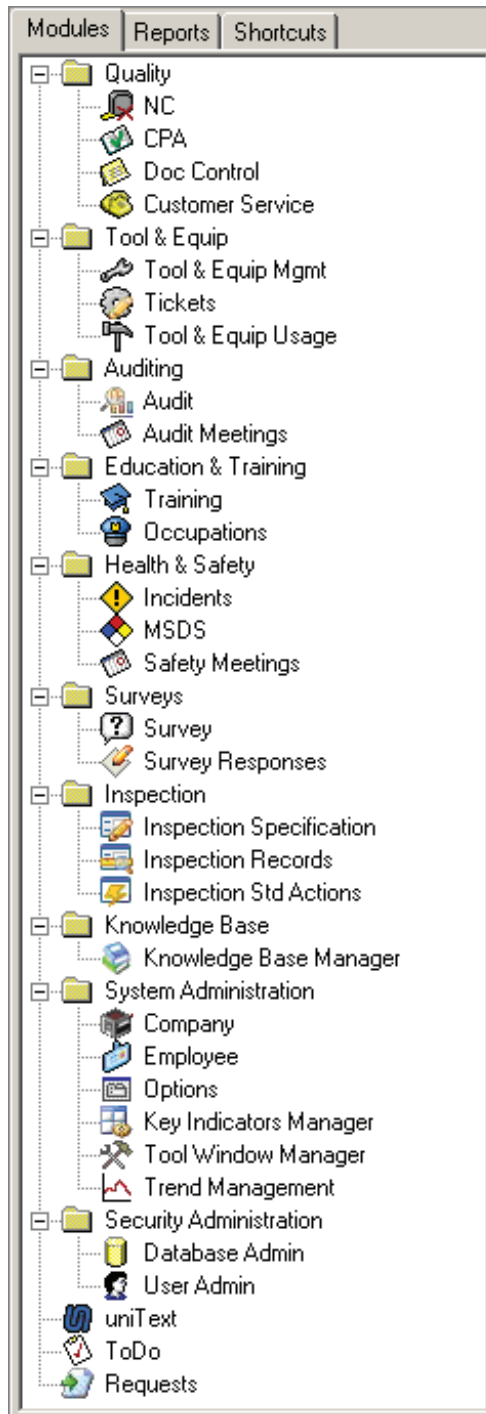 Modules Reports Shortcuts
Quality
NC
CPA
Doc Control
Customer Service
Tool & Equip
Tool & Equip Mgmt
Tickets
Tool & Equip Usage
Auditing
Audit
Audit Meetings
Education & Training
Training
Occupations
Health & Safety
Incidents
MSDS
Safety Meetings
Surveys
Survey
Survey Responses
Inspection
Inspection Specification
Inspection Records
Inspection Std Actions
Knowledge Base
Knowledge Base Manager
System Administration
Company
Employee
Options
Key Indicators Manager
Tool Window Manager
Trend Management
Security Administration
Database Admin
User Admin
uniText
ToDo
Requests